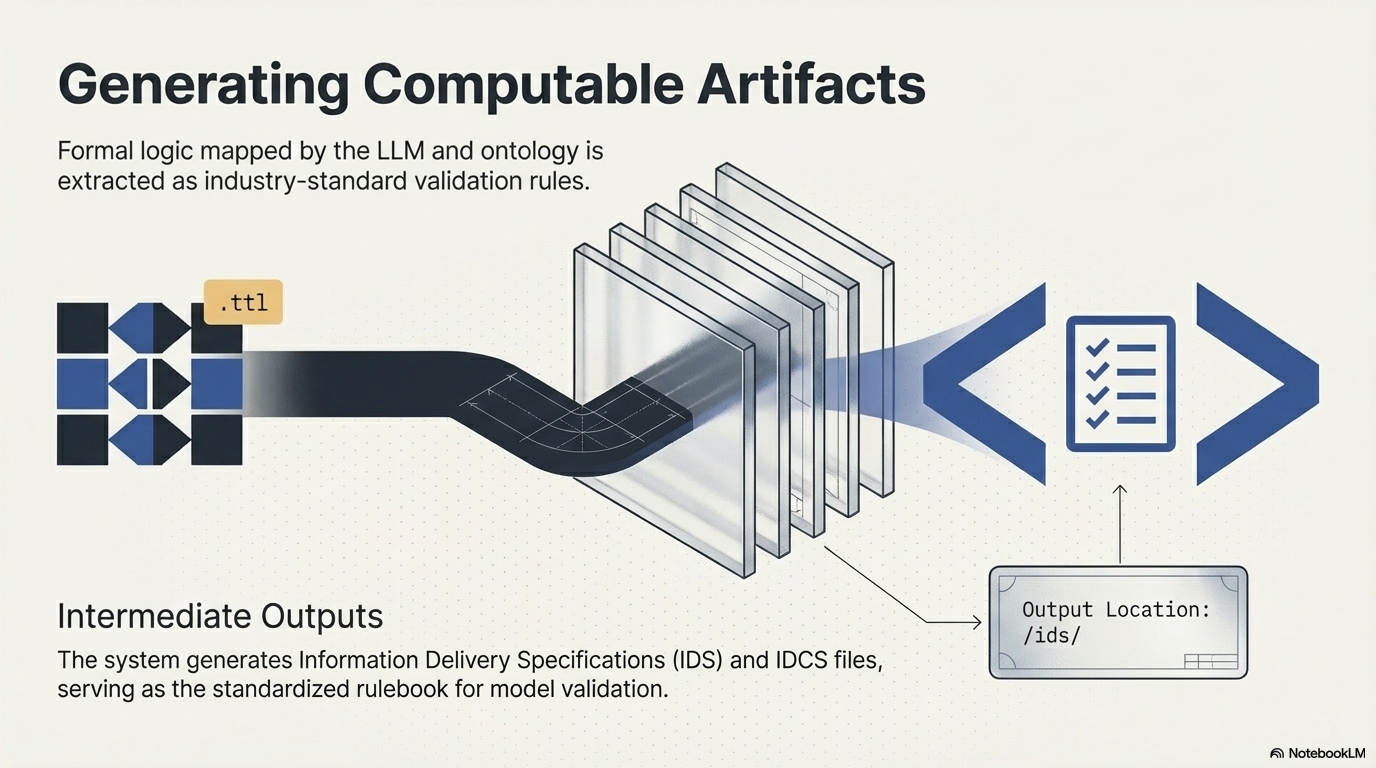 Generating Computable Artifacts
Formal logic mapped by the LLM and ontology is
extracted as industry-standard validation rules.
.ttl
Intermediate Outputs
The system generates Information Delivery Specifications (IDS) and IDCS files,
serving as the standardized rulebook for model validation.
Output Location:
/ids/
NotebookLM